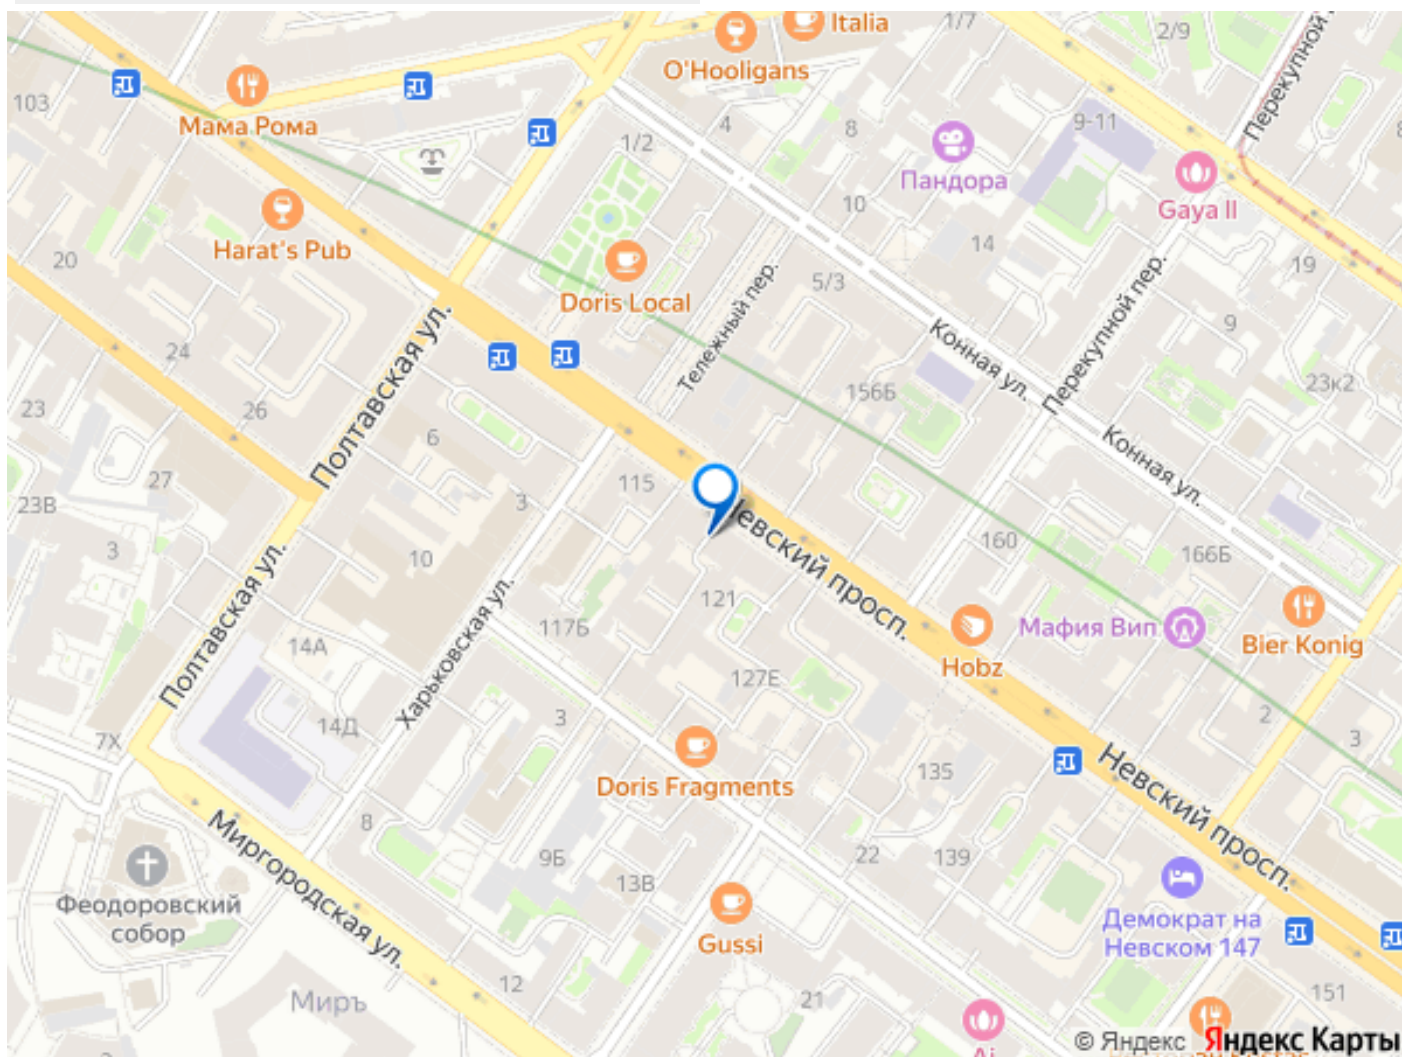 Italia
1/7
2/9
Перекупной
O'Hooligans
103
Мама Рома
1/2
4
8
9-11
Пандора
Gaya II
10
Harat's Pub
20
14
19
Doris Local
5/3
Тележный пер.
Перекупной пер.
9
Полтавская ул.
Конная ул.
24
23к2
23
26
156Б
6
Конная ул.
27
115
23В
3
3
Невский просп.
160
166Б
10
Полтавская ул.
121
Харьковская ул.
117Б
Мафия Вип
Bier Konig
14А
Hobz
127Е
14Д
3
2
7Х
3
Doris Fragments
135
Невский просп.
8
Миргородская ул.
9Б
22
139
13В
Феодоровский
собор
Демократ на
Невском 147
Gussi
12
Миръ
21
151
© Яндекс Яндекс Карты